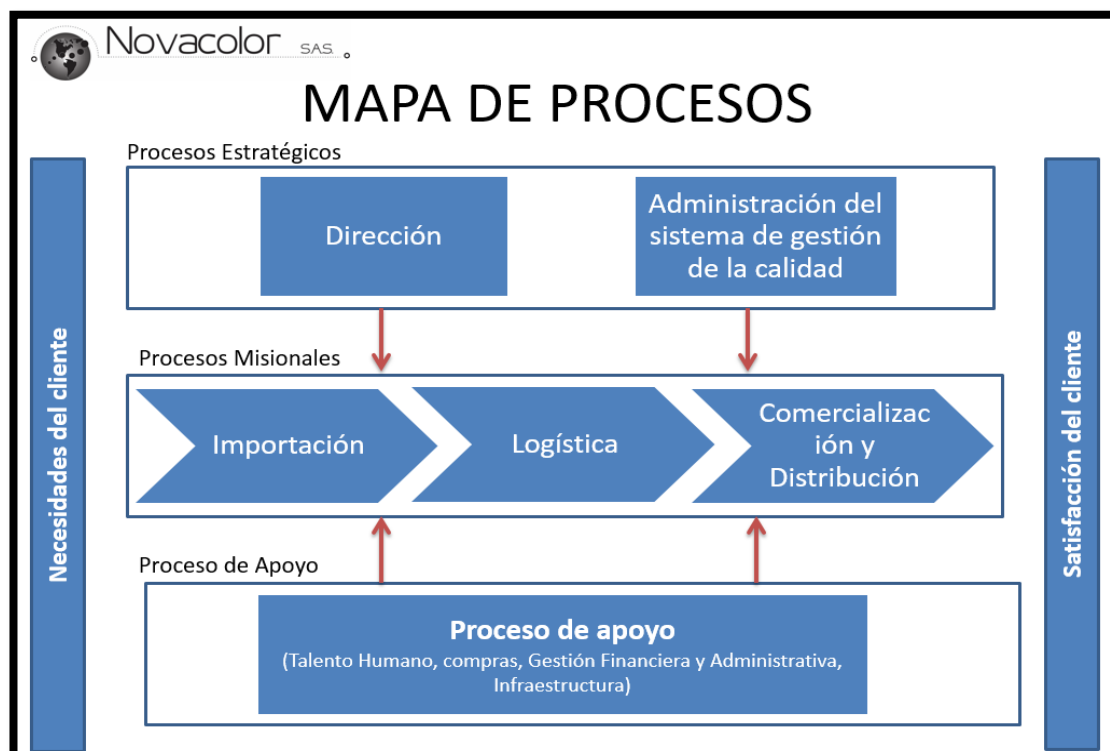 Novacolor S.A.S.
MAPA DE PROCESOS
Procesos Estratégicos
Dirección
Administración del
sistema de gestión
de la calidad
Necesidades del cliente
Procesos Misionales
Importación
Logística
Comercializac
ión y
Distribución
Satisfacción del cliente
Proceso de Apoyo
Proceso de apoyo
(Talento Humano, compras, Gestión Financiera y Administrativa,
Infraestructura)